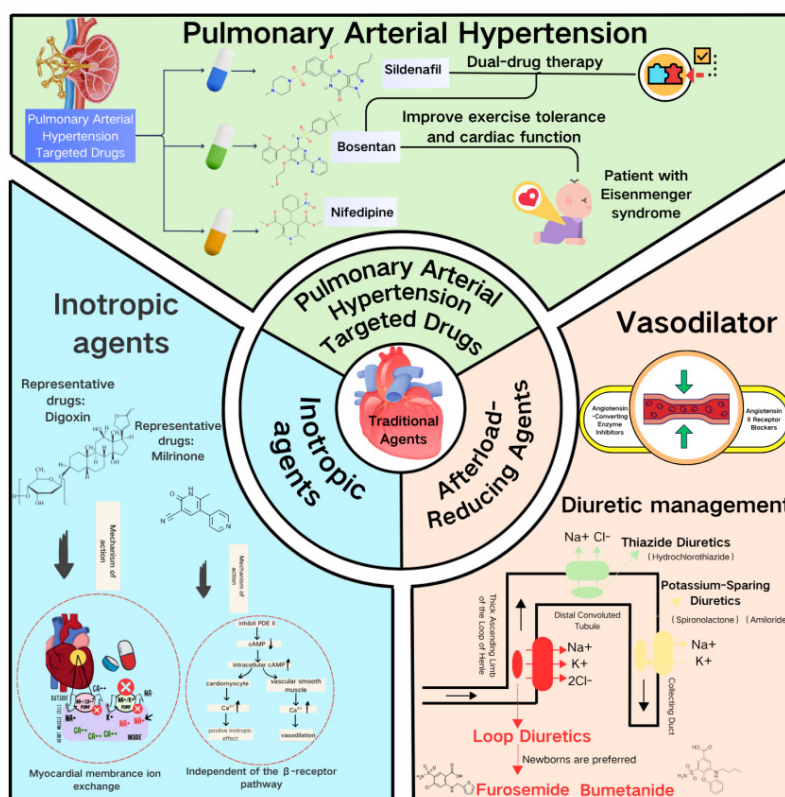 Pulmonary Arterial Hypertension
Pulmonary Arterial
Hypertension
Targeted Drugs
Sildenafil
Dual-drug therapy
Bosentan
Improve exercise tolerance
and cardiac function
Nifedipine
Patient with
Eisenmenger
syndrome
Pulmonary Arterial
Hypertension
Targeted Drugs
Inotropic
agents
Afterload-
Reducing Agents
Traditional
Agents
Inotropic
agents
Representative
drugs:
Digoxin
Representative
drugs:
Milrinone
Mechanism of
action
Mechanism of
action
OUTSIDE
INSIDE
Myocardial membrane ion
exchange
inhibit PDE II
cAMP
intracellular cAMP
cardiomyocyte
vascular smooth
muscle
Ca²⁺
Ca²⁺
postive inotropic
effect
vasodilation
Independent of the β-receptor
pathway
Vasodilator
Angiotensin
-Converting
Enzyme
Inhibitors
Angiotensin
II Receptor
Blockers
Diuretic management
Na+ Cl-
Thiazide Diuretics
(Hydrochlorothiazide)
Potassium-Sparing
Diuretics
(Spironolactone) (Amiloride
Thick Ascending Limb
of the Loop of Henle
Distal Convoluted
Tubule
Na+
K+
2Cl-
Na+
K+
Collecting Duct
Loop Diuretics
Newborns are preferred
Furosemide Bumetanide